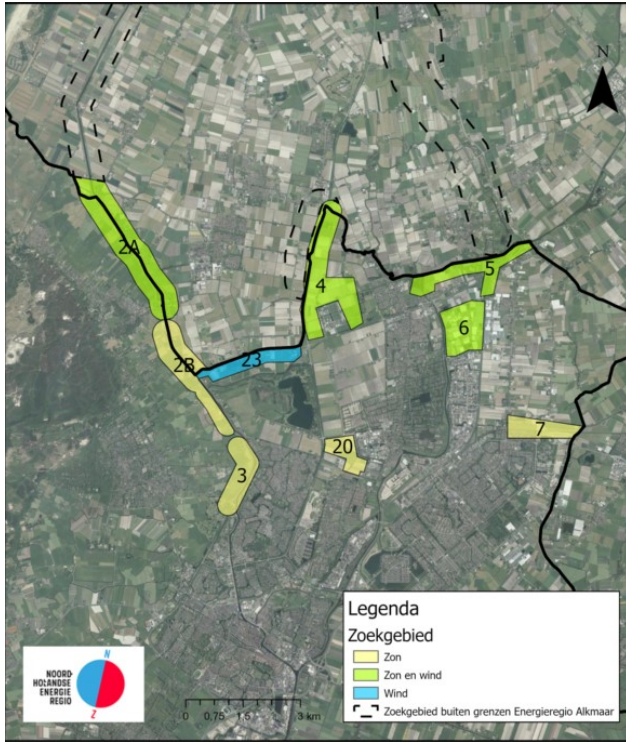 N
2A
4
5
6
23
2B
7
20
3
Legenda
Zoekgebied
Zon
Zon en wind
Wind
Zoekgebied buiten grenzen Energieregio Alkmaar
N
NOORD-
HOLLANDSE
ENERGIE
REGIO
Z
0 0,75 1.5 3 km